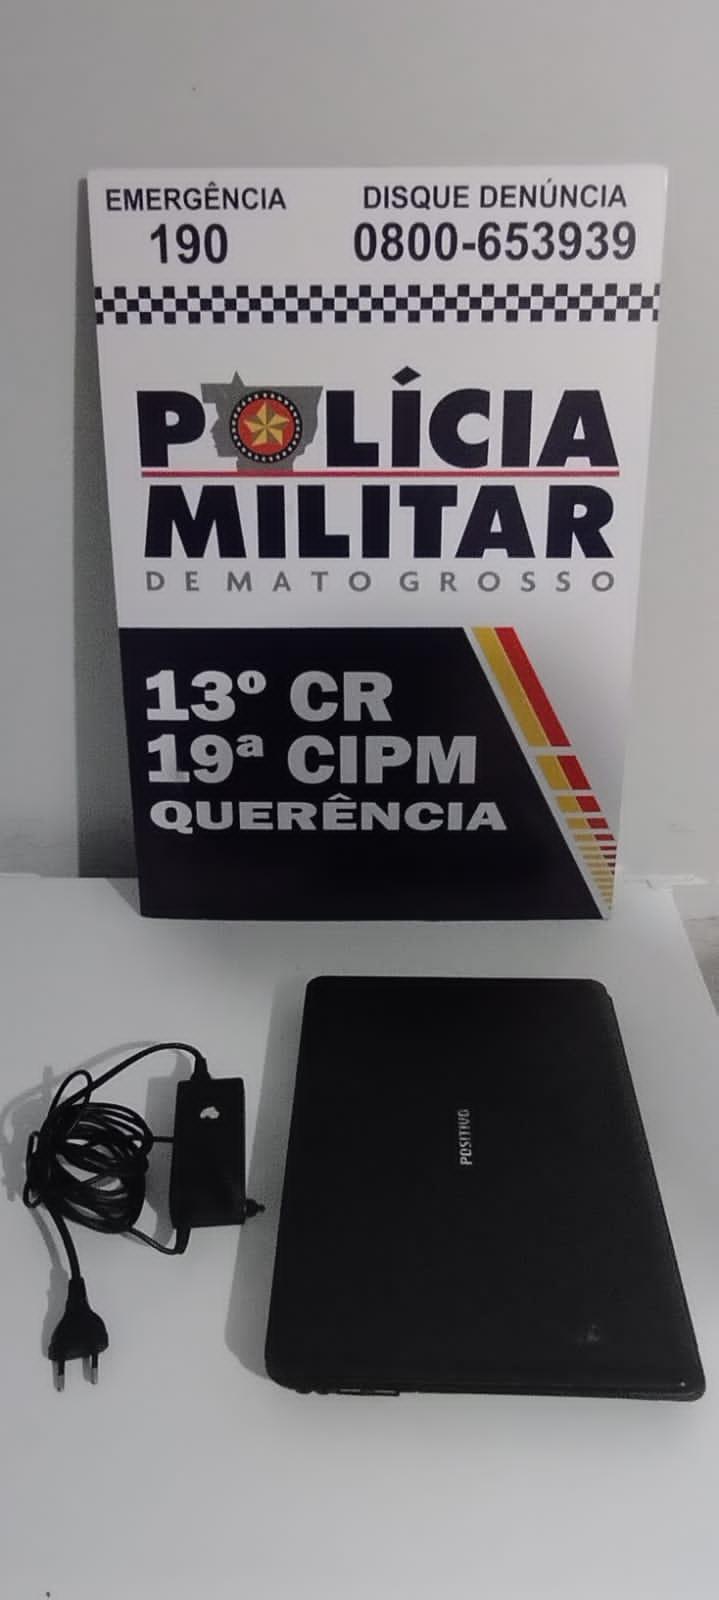 EMERGÊNCIA
190
DISQUE DENÚNCIA
0800-653939
POLÍCIA
MILITAR
DE MATO GROSSO
13º CR
19ª CIPM
QUERÊNCIA
POSITIVO